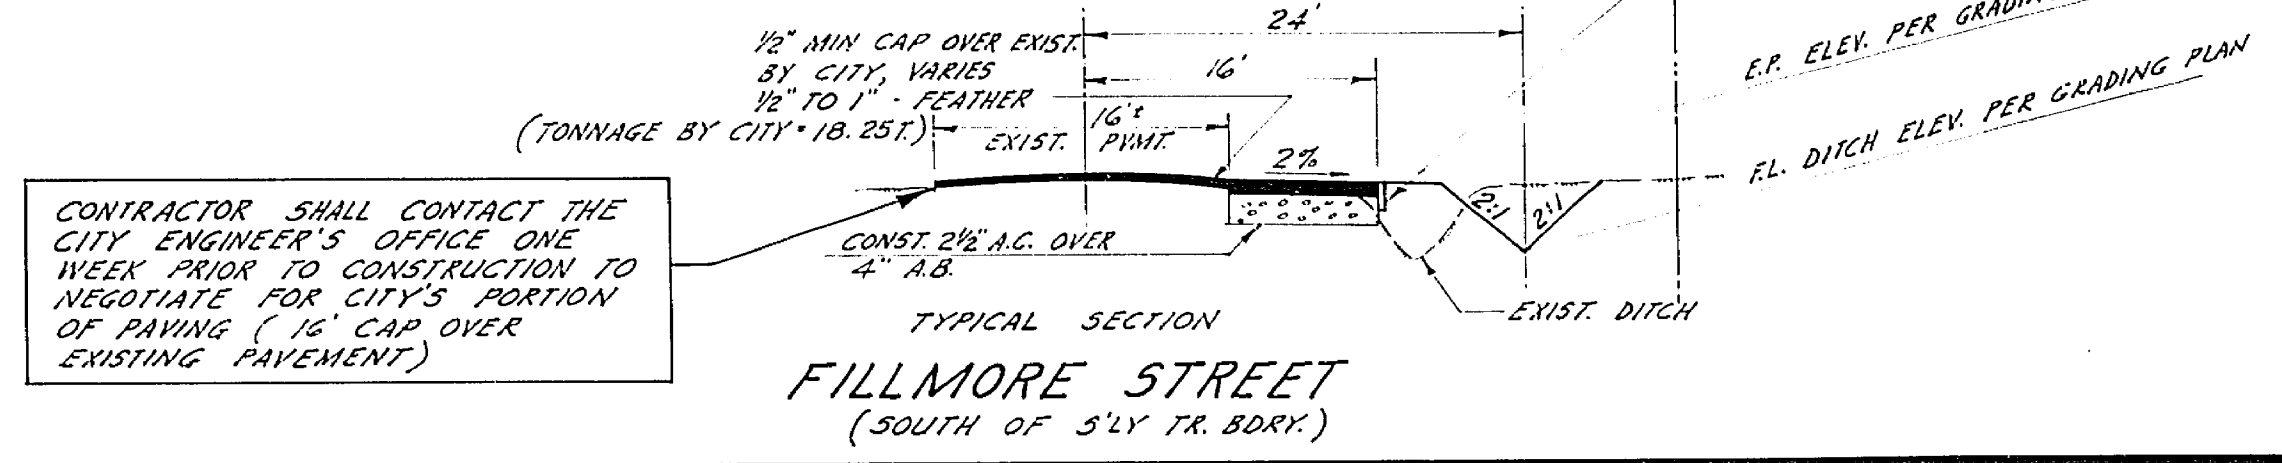 24'
1/2" MIN CAP OVER EXIST.
BY CITY, VARIES
1/2" TO 1" - FEATHER
(TONNAGE BY CITY = 18.25T.)
16'
16'±
EXIST. PVMT.
2%
E.P. ELEV. PER
F.L. DITCH ELEV. PER GRADING PLAN
2:1
2:1
CONTRACTOR SHALL CONTACT THE
CITY ENGINEER'S OFFICE ONE
WEEK PRIOR TO CONSTRUCTION TO
NEGOTIATE FOR CITY'S PORTION
OF PAVING ( 16' CAP OVER
EXISTING PAVEMENT)
CONST. 2 1/2" A.C. OVER
4" A.B.
EXIST. DITCH
TYPICAL SECTION
FILLMORE STREET
(SOUTH OF S'LY TR. BDRY.)